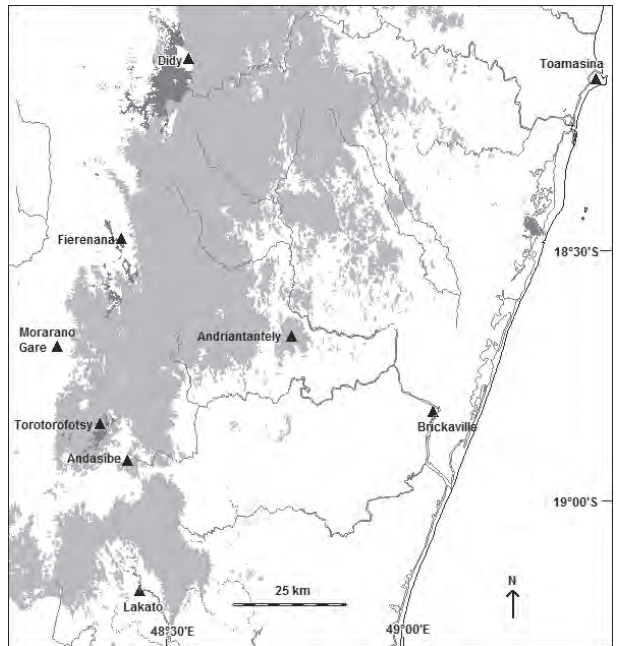 Didy
Toamasina
Fierenana
18°30'S
Morarano
Gare
Andriantantely
Torotorofotsy
Brickaville
Andasibe
19°00'S
25 km
N
Lakato
48°30'E
49°00'E